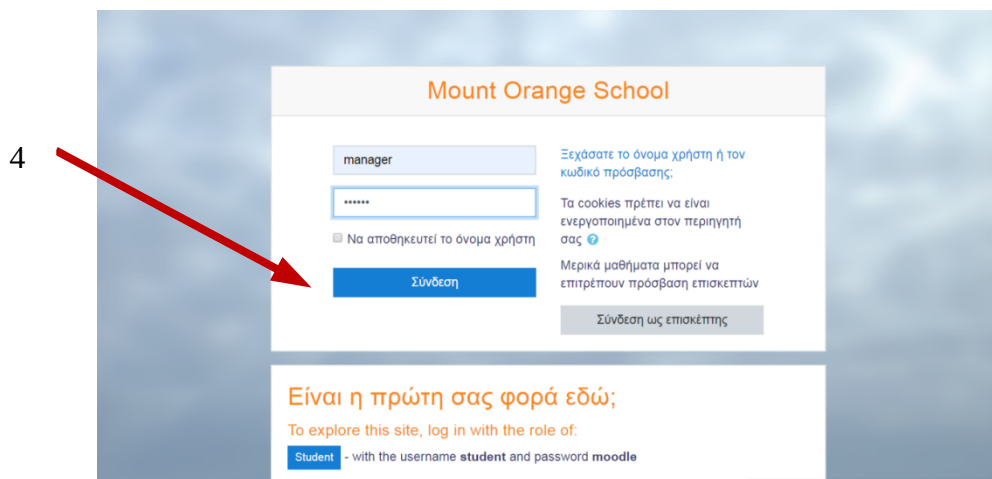 Mount Orange School
4
manager
••••••
Να αποθηκευτεί το όνομα χρήστη
Σύνδεση
Ξεχάσατε το όνομα χρήστη ή τον
κωδικό πρόσβασης;
Τα cookies πρέπει να είναι
ενεργοποιημένα στον περιηγητή
σας ?
Μερικά μαθήματα μπορεί να
επιτρέπουν πρόσβαση επισκεπτών
Σύνδεση ως επισκέπτης
Είναι η πρώτη σας φορά εδώ;
To explore this site, log in with the role of:
Student - with the username student and password moodle